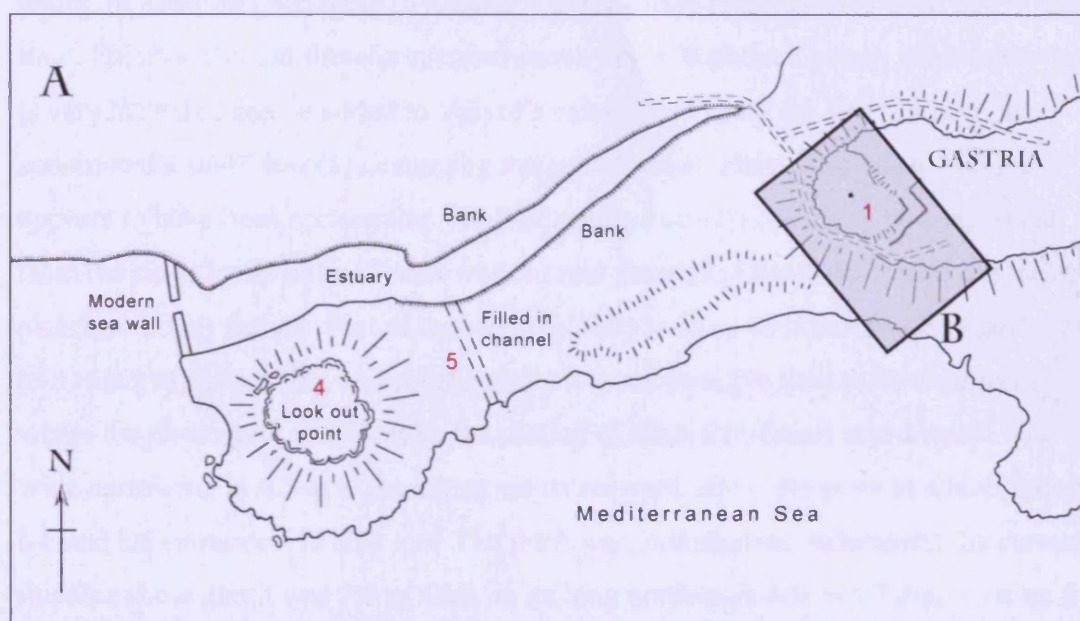 A
GASTRIA
1
Bank
Bank
Estuary
Modern
sea wall
Filled in
channel
5
B
4
Look out
point
N
Mediterranean Sea